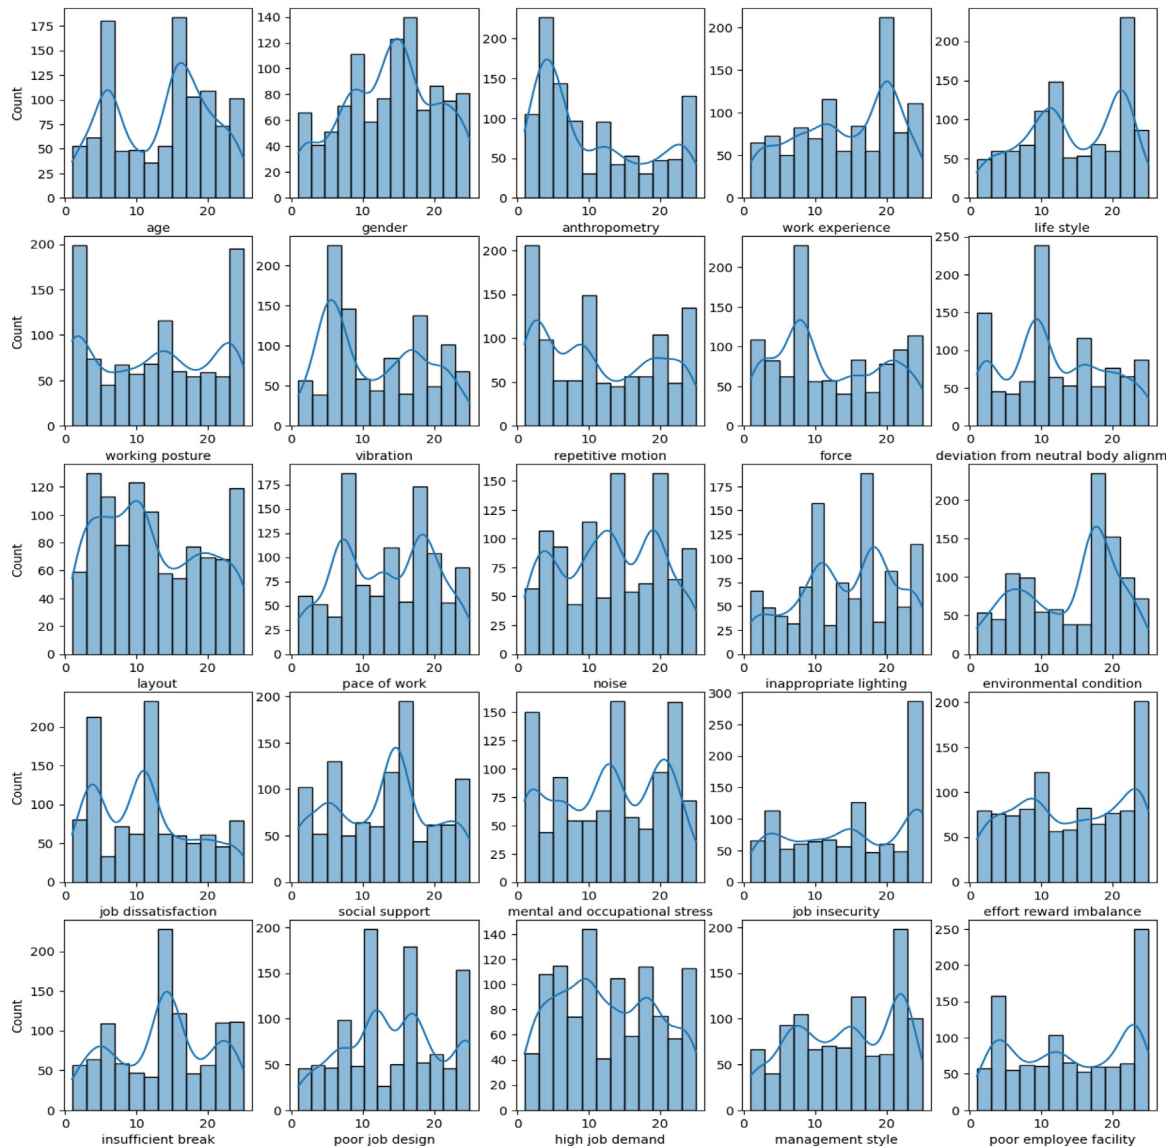 Count
175
150
125
100
75
50
25
0
0 10 20
age
140
120
100
80
60
40
20
0
0 10 20
gender
200
150
100
50
0
0 10 20
anthropometry
200
150
100
50
0
0 10 20
work experience
200
150
100
50
0
0 10 20
life style
Count
200
150
100
50
0
0 10 20
working posture
200
150
100
50
0
0 10 20
vibration
200
175
150
125
100
75
50
25
0
0 10 20
repetitive motion
200
150
100
50
0
0 10 20
force
250
200
150
100
50
0
0 10 20
deviation from neutral body alignm
Count
120
100
80
60
40
20
0
0 10 20
layout
175
150
125
100
75
50
25
0
0 10 20
pace of work
150
125
100
75
50
25
0
0 10 20
noise
175
150
125
100
75
50
25
0
0 10 20
inappropriate lighting
200
150
100
50
0
0 10 20
environmental condition
Count
200
150
100
50
0
0 10 20
job dissatisfaction
200
150
100
50
0
0 10 20
social support
150
125
100
75
50
25
0
0 10 20
mental and occupational stress
300
250
200
150
100
50
0
0 10 20
job insecurity
200
150
100
50
0
0 10 20
effort reward imbalance
Count
200
150
100
50
0
0 10 20
insufficient break
200
175
150
125
100
75
50
25
0
0 10 20
poor job design
140
120
100
80
60
40
20
0
0 10 20
high job demand
200
175
150
125
100
75
50
25
0
0 10 20
management style
250
200
150
100
50
0
0 10 20
poor employee facility